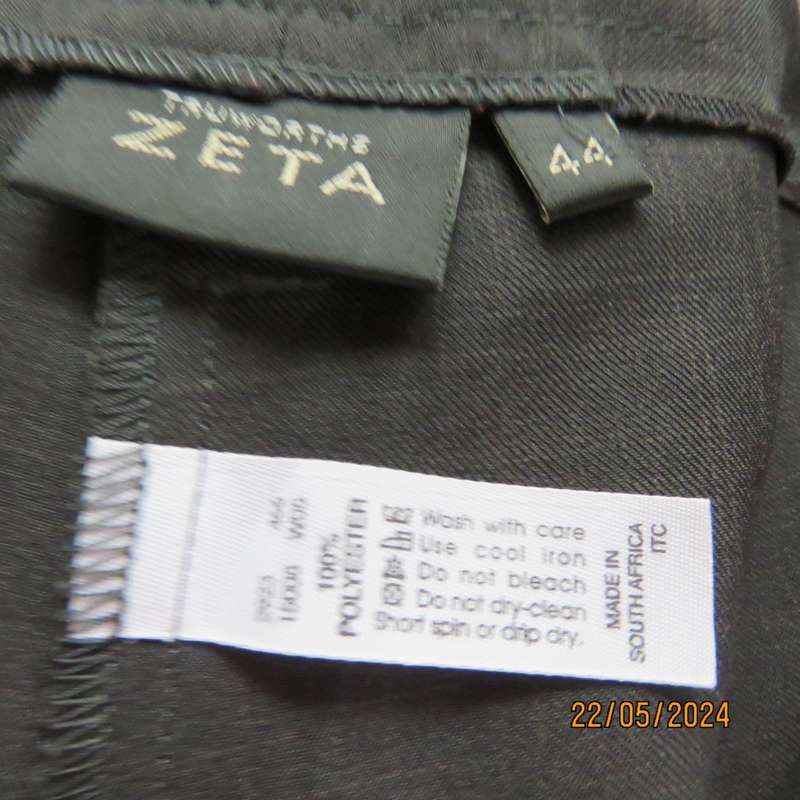 TRUWORTHS
ZETA
44
Wash with care
Use cool iron
Do not bleach
Do not dry-clean
Short spin or drip dry.
100%
POLYESTER
MADE IN
SOUTH AFRICA
ITC
W05
22/05/2024